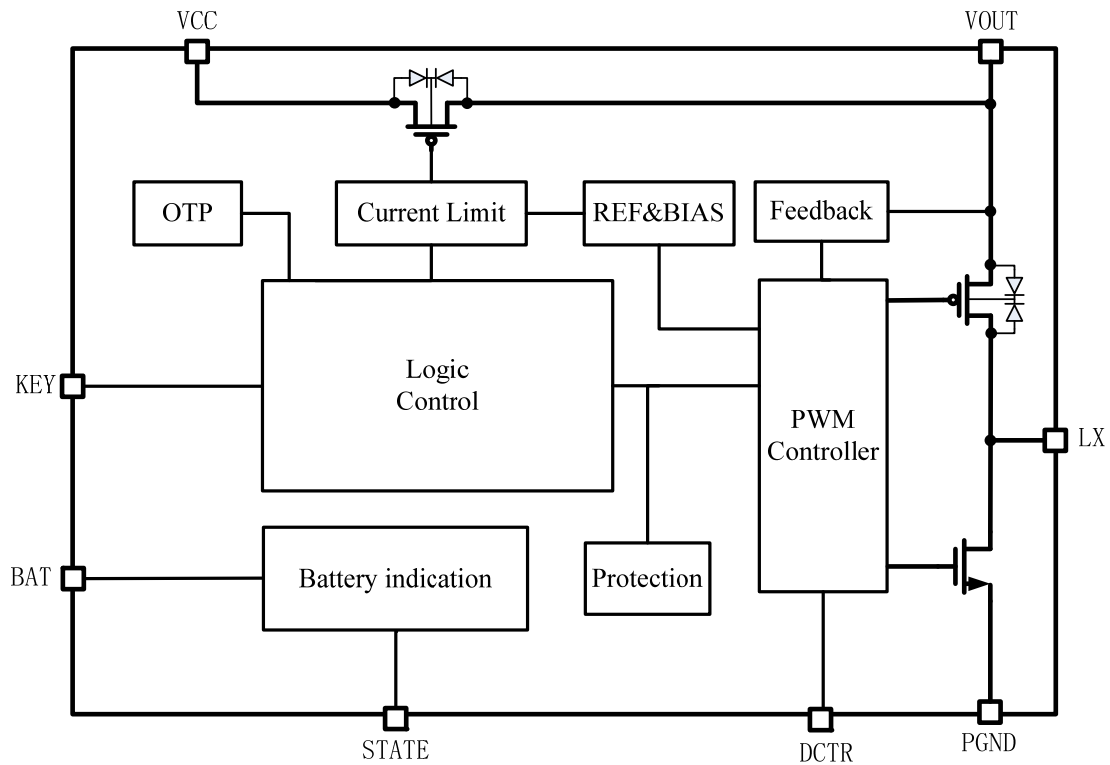 VCC
VOUT
OTP
Current Limit
REF&BIAS
Feedback
KEY
Logic
Control
PWM
Controller
LX
BAT
Battery indication
Protection
STATE
DCTR
PGND